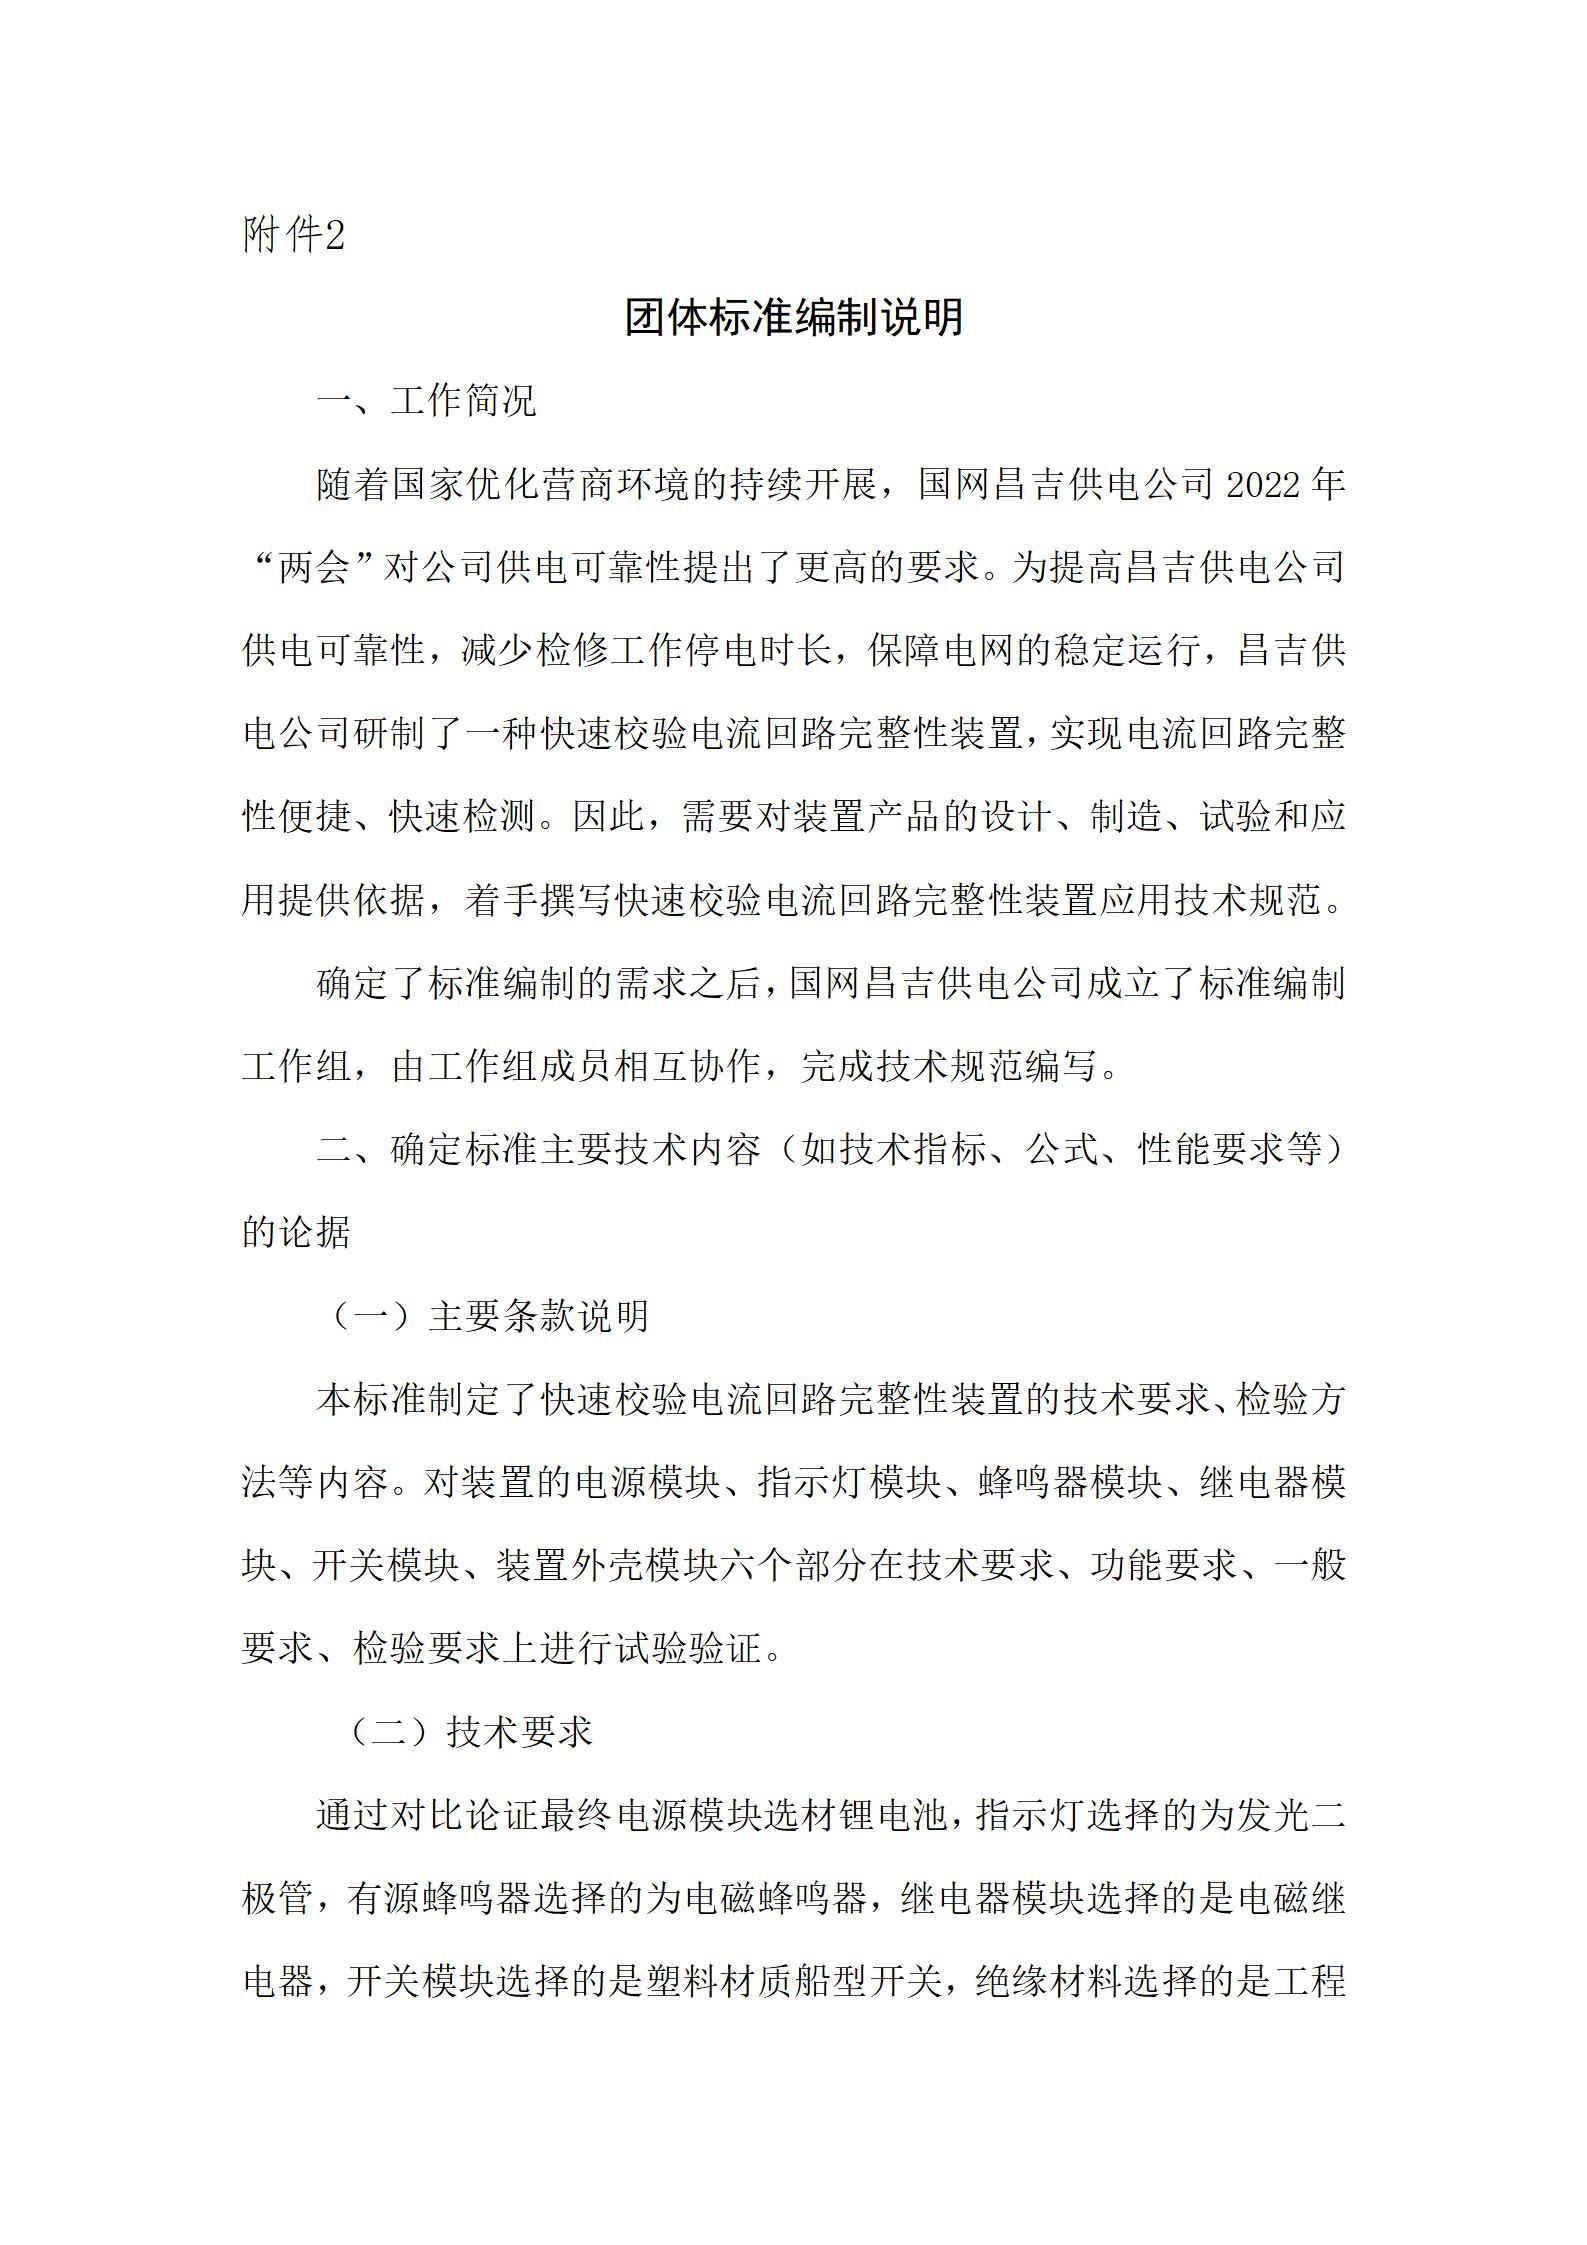 附件2
团体标准编制说明
一、工作简况
随着国家优化营商环境的持续开展，国网昌吉供电公司 2022 年
“两会”对公司供电可靠性提出了更高的要求。为提高昌吉供电公司
供电可靠性，减少检修工作停电时长，保障电网的稳定运行，昌吉供
电公司研制了一种快速校验电流回路完整性装置，实现电流回路完整
性便捷、快速检测。因此，需要对装置产品的设计、制造、试验和应
用提供依据，着手撰写快速校验电流回路完整性装置应用技术规范。
确定了标准编制的需求之后，国网昌吉供电公司成立了标准编制
工作组，由工作组成员相互协作，完成技术规范编写。
二、确定标准主要技术内容（如技术指标、公式、性能要求等）
的论据
（一）主要条款说明
本标准制定了快速校验电流回路完整性装置的技术要求、检验方
法等内容。对装置的电源模块、指示灯模块、蜂鸣器模块、继电器模
块、开关模块、装置外壳模块六个部分在技术要求、功能要求、一般
要求、检验要求上进行试验验证。
（二）技术要求
通过对比论证最终电源模块选材锂电池，指示灯选择的为发光二
极管，有源蜂鸣器选择的为电磁蜂鸣器，继电器模块选择的是电磁继
电器，开关模块选择的是塑料材质船型开关，绝缘材料选择的是工程